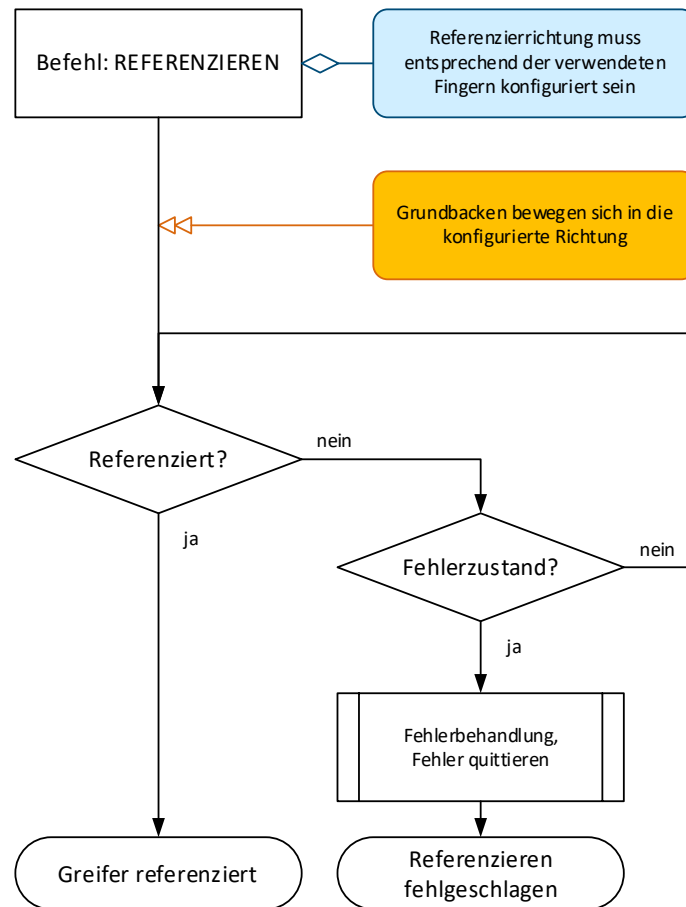 Befehl: REFERENZIEREN
Referenzierrichtung muss
entsprechend der verwendeten
Fingern konfiguriert sein
Grundbacken bewegen sich in die
konfigurierte Richtung
Referenziert?
nein
ja
Fehlerzustand?
nein
ja
Fehlerbehandlung,
Fehler quittieren
Greifer referenziert
Referenzieren
fehlgeschlagen